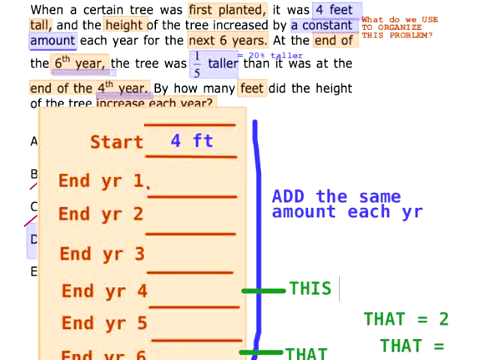 When a certain tree was first planted, it was 4 feet
tall, and the height of the tree increased by a constant
amount each year for the next 6 years. At the end of
the 6th year, the tree was 1/5 taller than it was at the
= 20% taller
end of the 4th year. By how many feet did the height
of the tree increase each year?
What do we USE
TO ORGANIZE
THIS PROBLEM?
A
B
C
D
E
Start 4 ft
End yr 1.
End yr 2
End yr 3
End yr 4
End yr 5
End yr 6
ADD the same
amount each yr
THIS
THAT
THAT = 2
THAT =